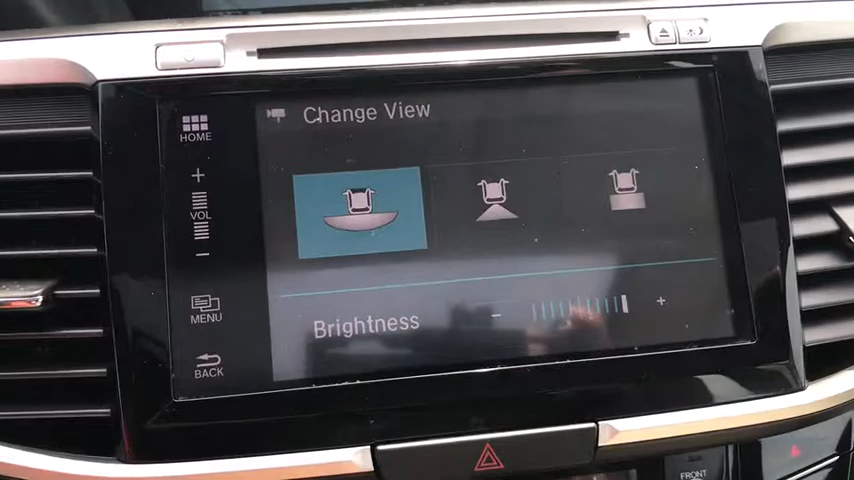 Change View
HOME
+
VOL
-
MENU
BACK
Brightness - +
FRONT